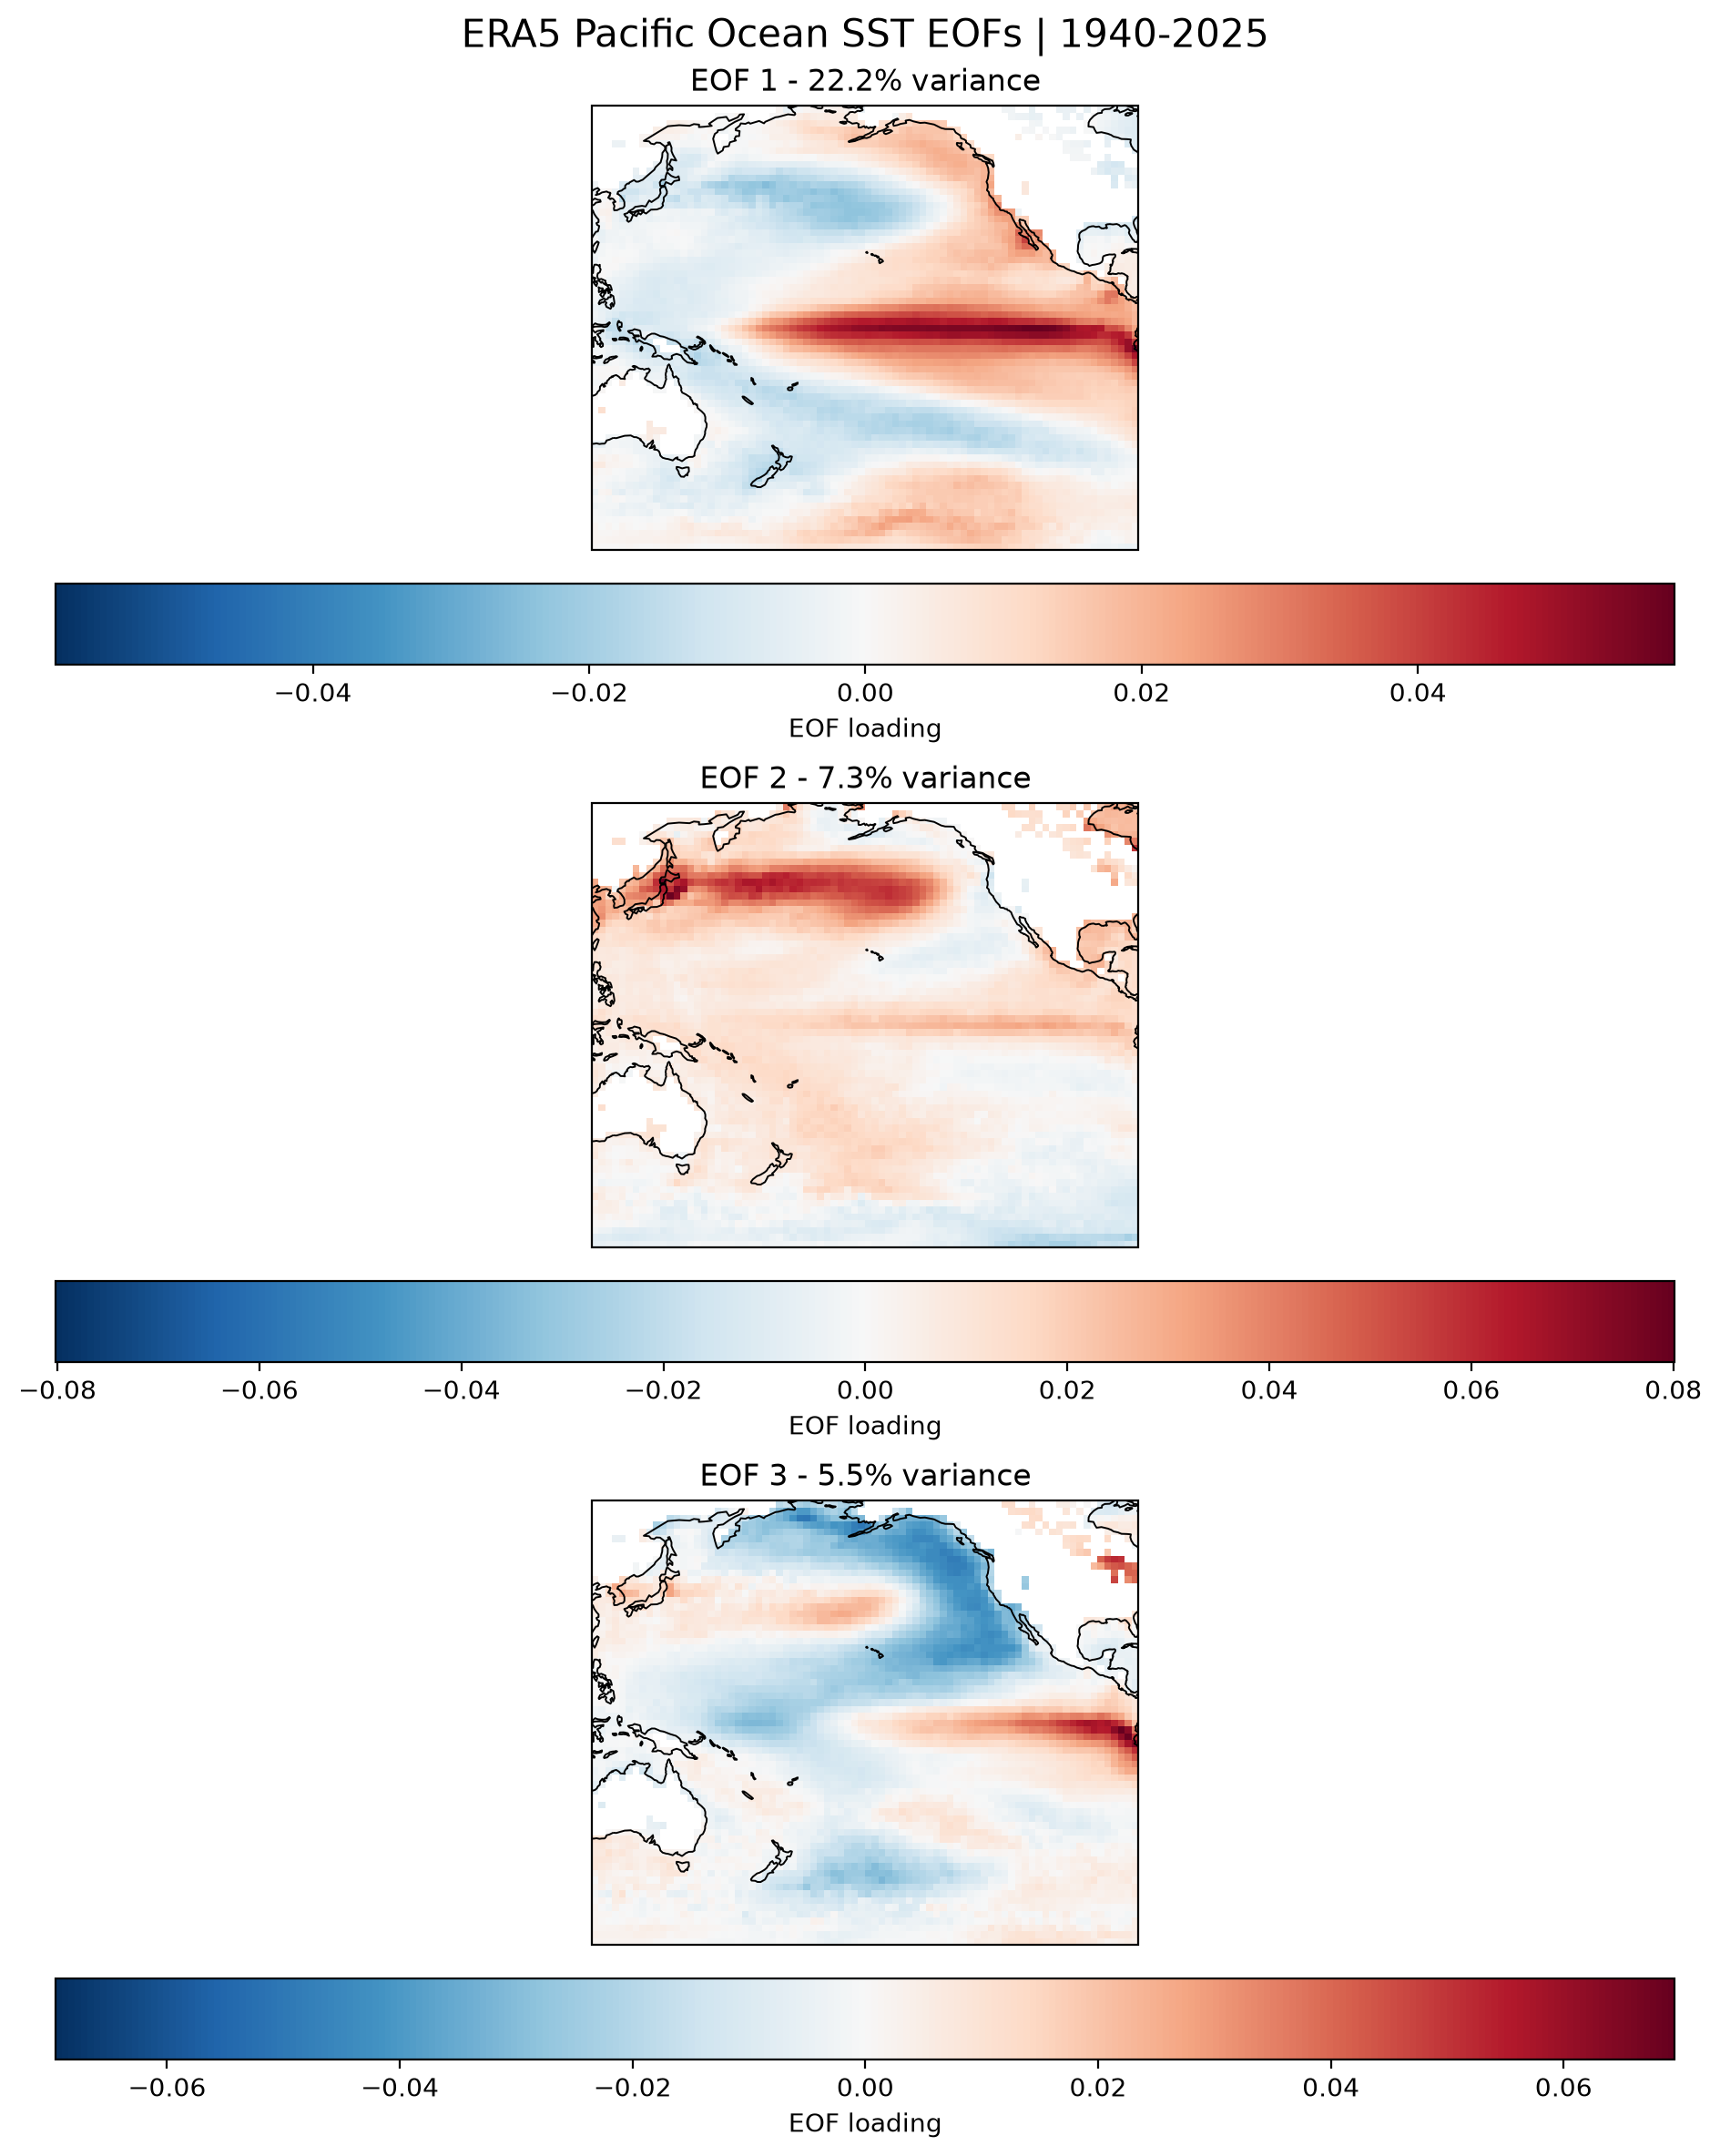 ERA5 Pacific Ocean SST EOFs | 1940-2025
EOF 1 - 22.2% variance
−0.04 −0.02 0.00 0.02 0.04
EOF loading
EOF 2 - 7.3% variance
−0.08 −0.06 −0.04 −0.02 0.00 0.02 0.04 0.06 0.08
EOF loading
EOF 3 - 5.5% variance
−0.06 −0.04 −0.02 0.00 0.02 0.04 0.06
EOF loading